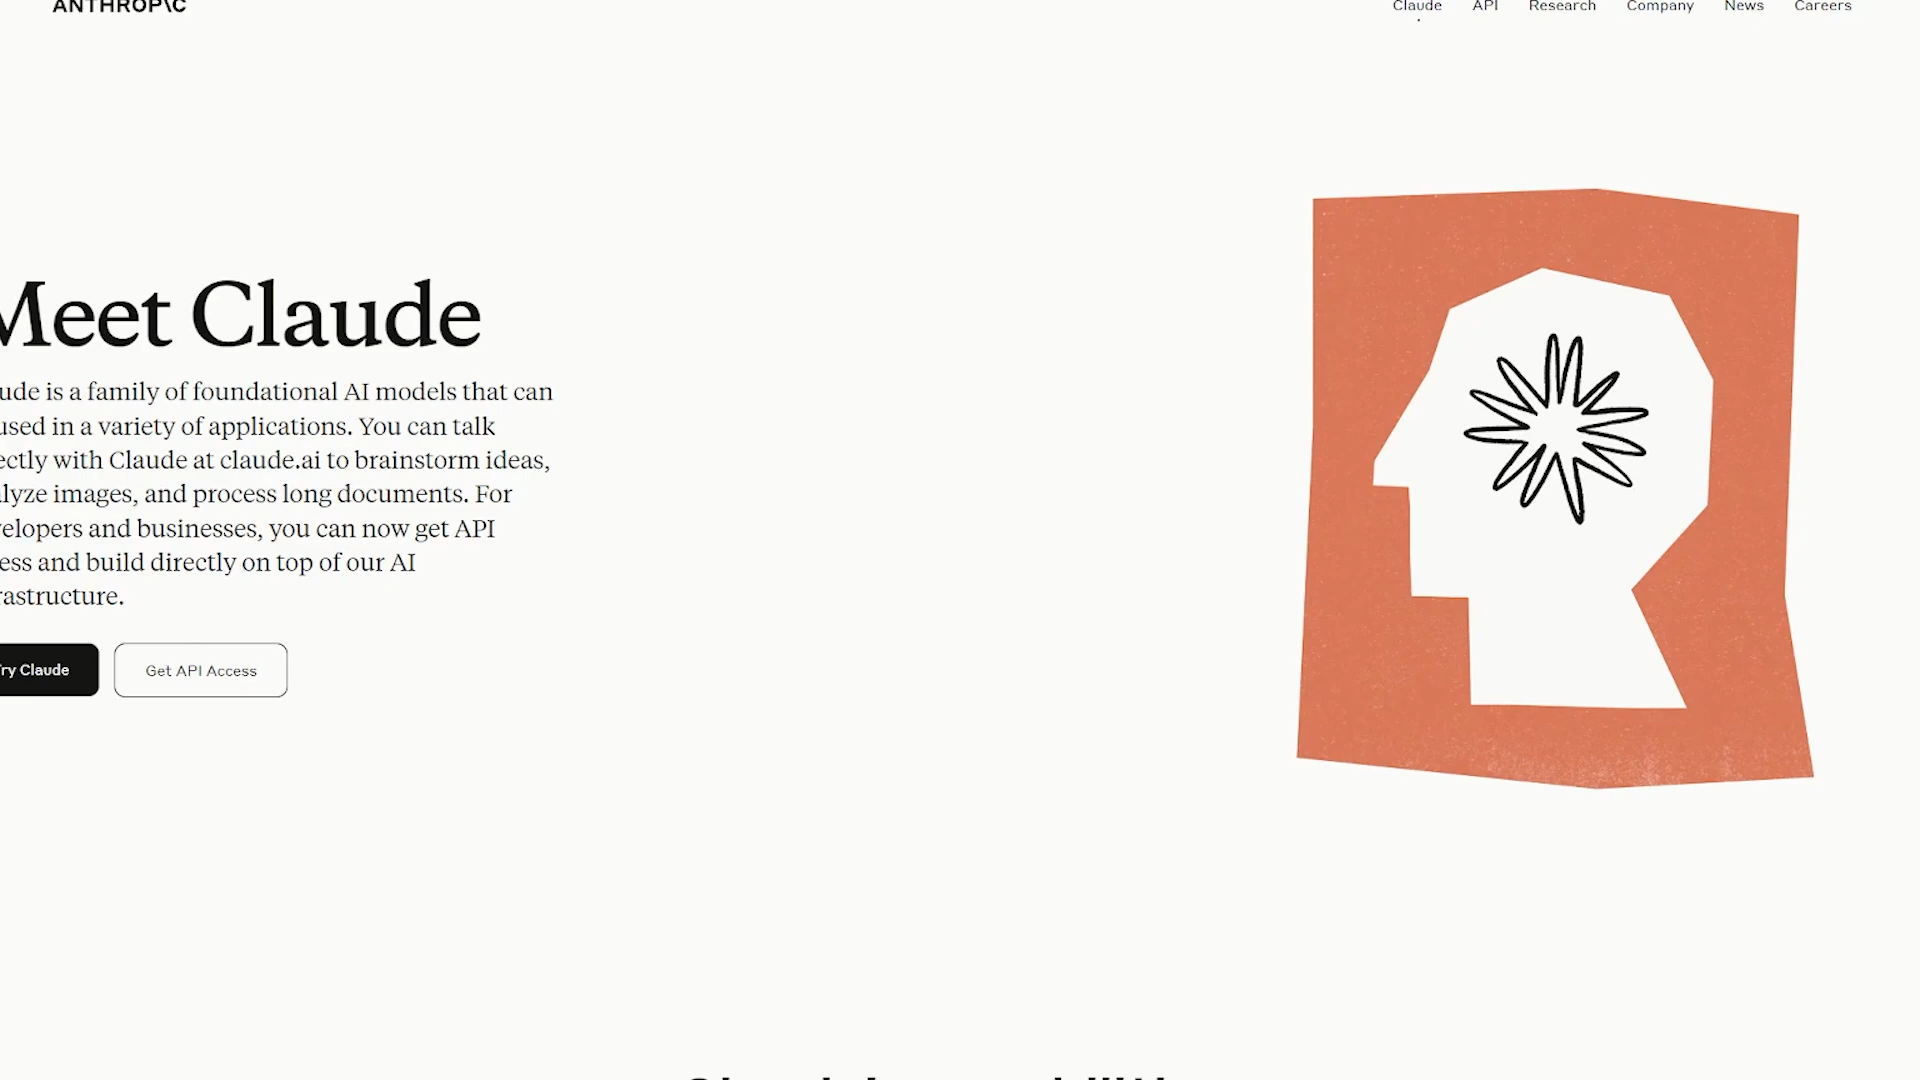 ANTHROP\C
Claude API Research Company News Careers
Meet Claude
ude is a family of foundational AI models that can
used in a variety of applications. You can talk
ectly with Claude at claude.ai to brainstorm ideas,
lyze images, and process long documents. For
elopers and businesses, you can now get API
ess and build directly on top of our AI
rastructure.
Try Claude
Get API Access